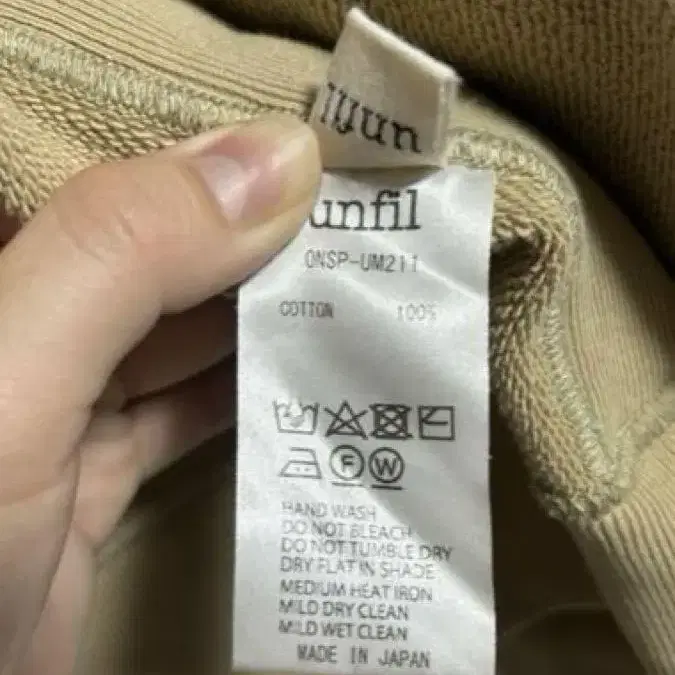 unfil
ONSP-UM211
COTTON 100%
F W
HAND WASH
DO NOT BLEACH
DO NOT TUMBLE DRY
DRY FLAT IN SHADE
MEDIUM HEAT IRON
MILD DRY CLEAN
MILD WET CLEAN
MADE IN JAPAN